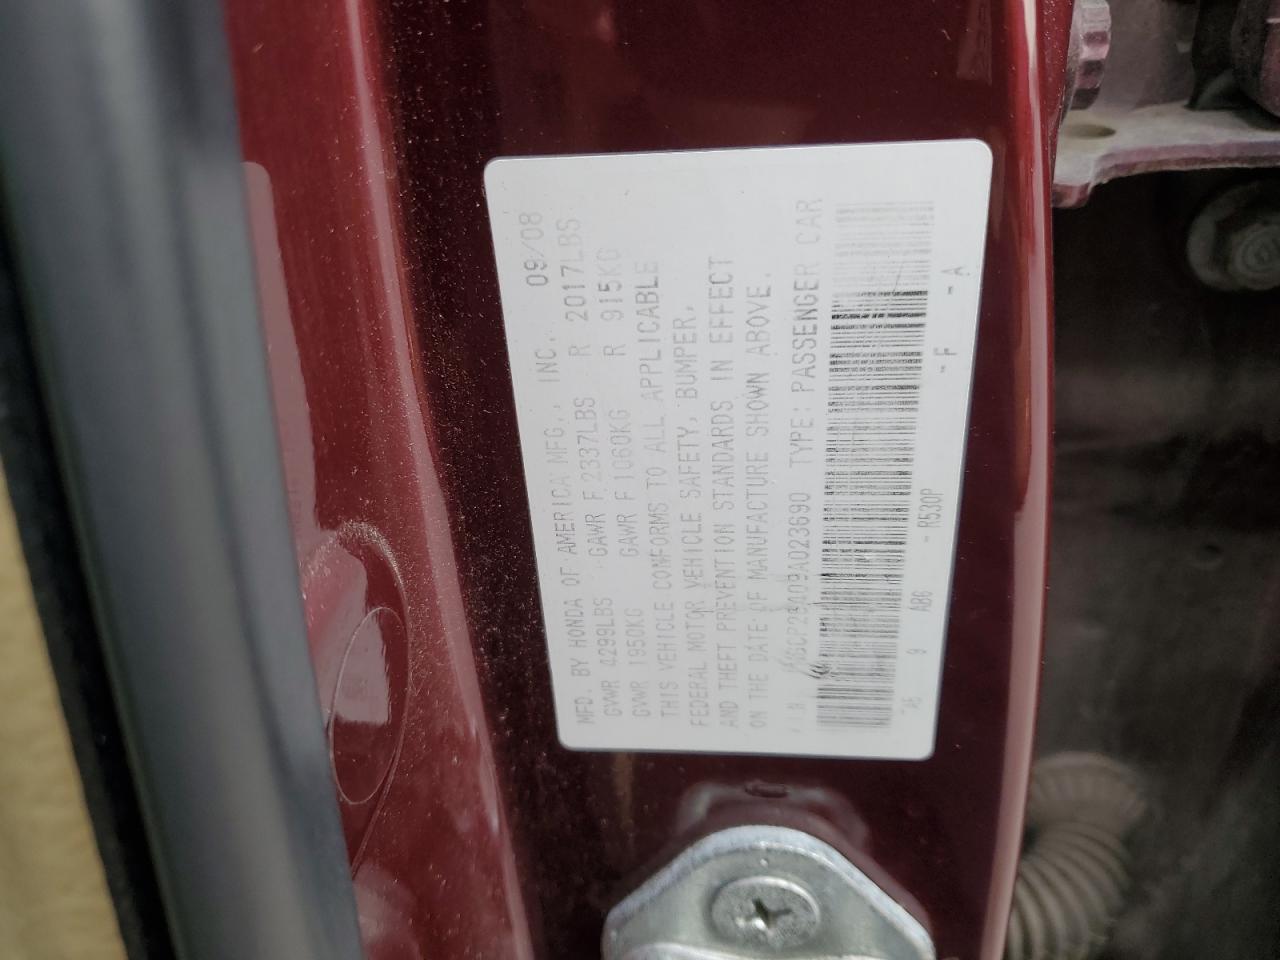 MFD. BY HONDA OF AMERICA MFG., INC. 09/08
GVWR 4299LBS GAWR F 2337LBS R 2017LBS
GVWR 1950KG GAWR F 1060KG R 915KG
THIS VEHICLE CONFORMS TO ALL APPLICABLE
FEDERAL MOTOR VEHICLE SAFETY, BUMPER,
AND THEFT PREVENTION STANDARDS IN EFFECT
ON THE DATE OF MANUFACTURE SHOWN ABOVE.
TYPE: PASSENGER CAR
9 AB6 - R530P - F - A